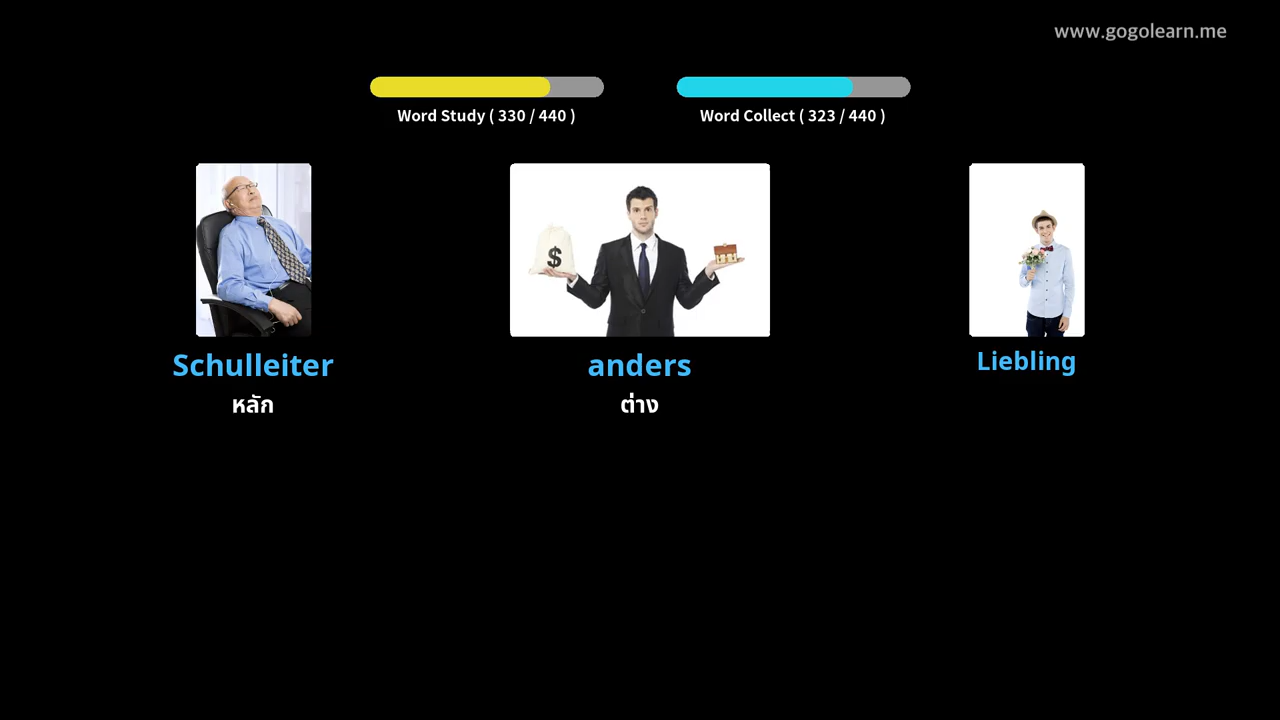 www.gogolearn.me
Word Study ( 330 / 440 )
Word Collect ( 323 / 440 )
$
Schulleiter
หลัก
anders
ต่าง
Liebling